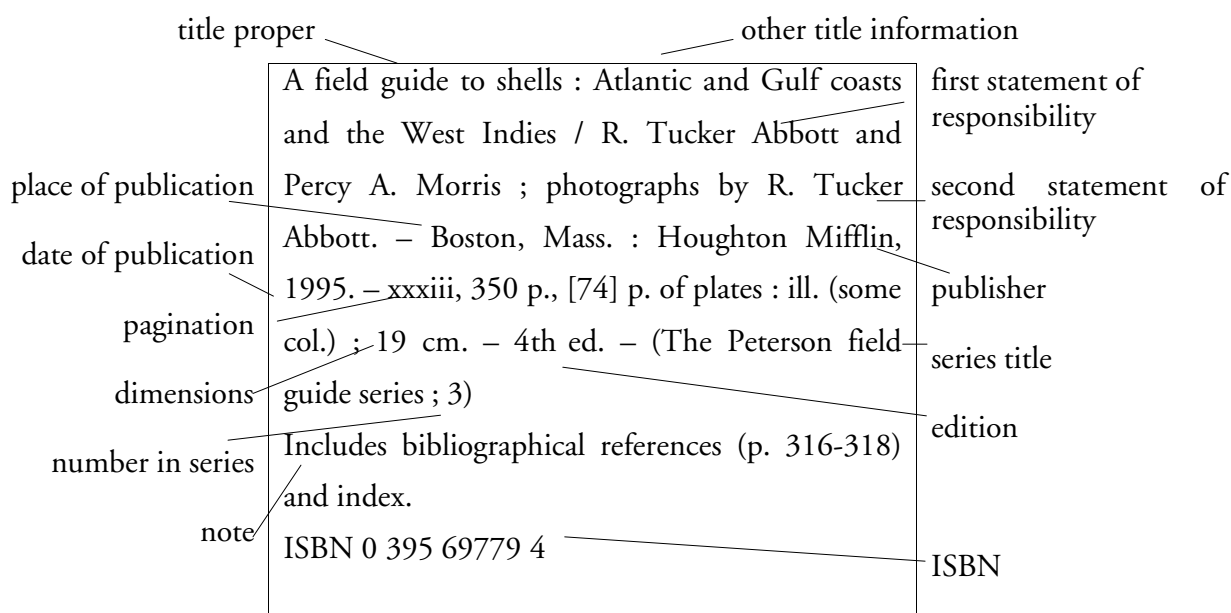 title proper
other title information
A field guide to shells : Atlantic and Gulf coasts
and the West Indies / R. Tucker Abbott and
Percy A. Morris ; photographs by R. Tucker
Abbott. – Boston, Mass. : Houghton Mifflin,
1995. – xxxiii, 350 p., [74] p. of plates : ill. (some
col.) ; 19 cm. – 4th ed. – (The Peterson field
guide series ; 3)
Includes bibliographical references (p. 316-318)
and index.
ISBN 0 395 69779 4
place of publication
date of publication
pagination
dimensions
number in series
note
first statement of
responsibility
second statement of
responsibility
publisher
series title
edition
ISBN